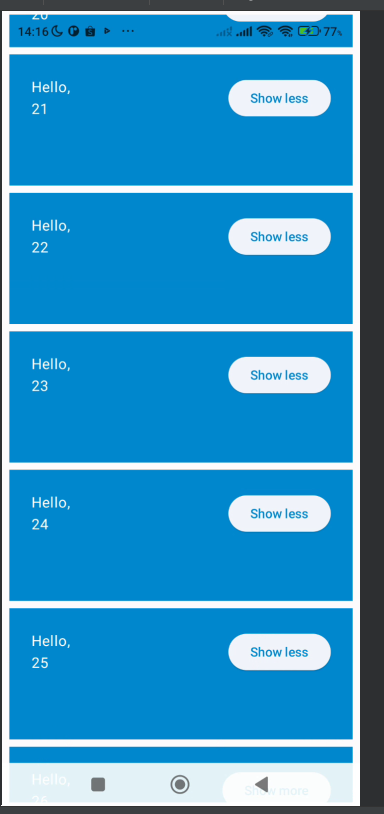 20
14:16 77%
Hello,
21
Show less
Hello,
22
Show less
Hello,
23
Show less
Hello,
24
Show less
Hello,
25
Show less
Hello,
26
Show more